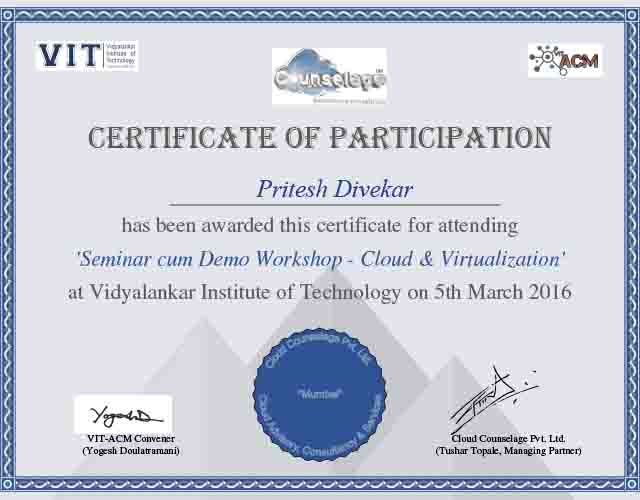 VIT
Vidyalankar
Institute of
Technology
Counselage
ACM
CERTIFICATE OF PARTICIPATION
Pritesh Divekar
has been awarded this certificate for attending
'Seminar cum Demo Workshop - Cloud & Virtualization'
at Vidyalankar Institute of Technology on 5th March 2016
Cloud Counselage Pvt. Ltd.
"Mumbai"
Cloud Advisory, Consultancy & Services
YogeshD
VIT-ACM Convener
(Yogesh Doulatramani)
Cloud Counselage Pvt. Ltd.
(Tushar Topale, Managing Partner)